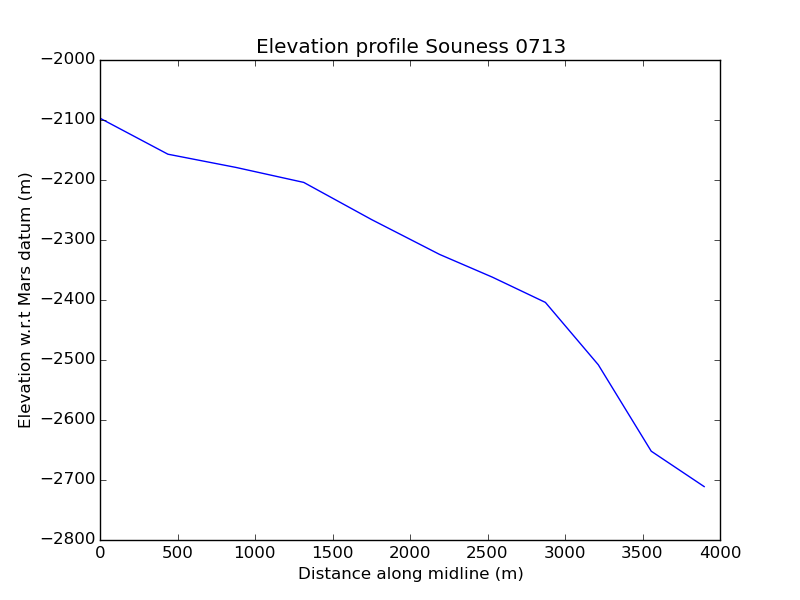 Elevation profile Souness 0713
−2000
−2100
−2200
−2300
−2400
−2500
−2600
−2700
−2800
Elevation w.r.t Mars datum (m)
0 500 1000 1500 2000 2500 3000 3500 4000
Distance along midline (m)